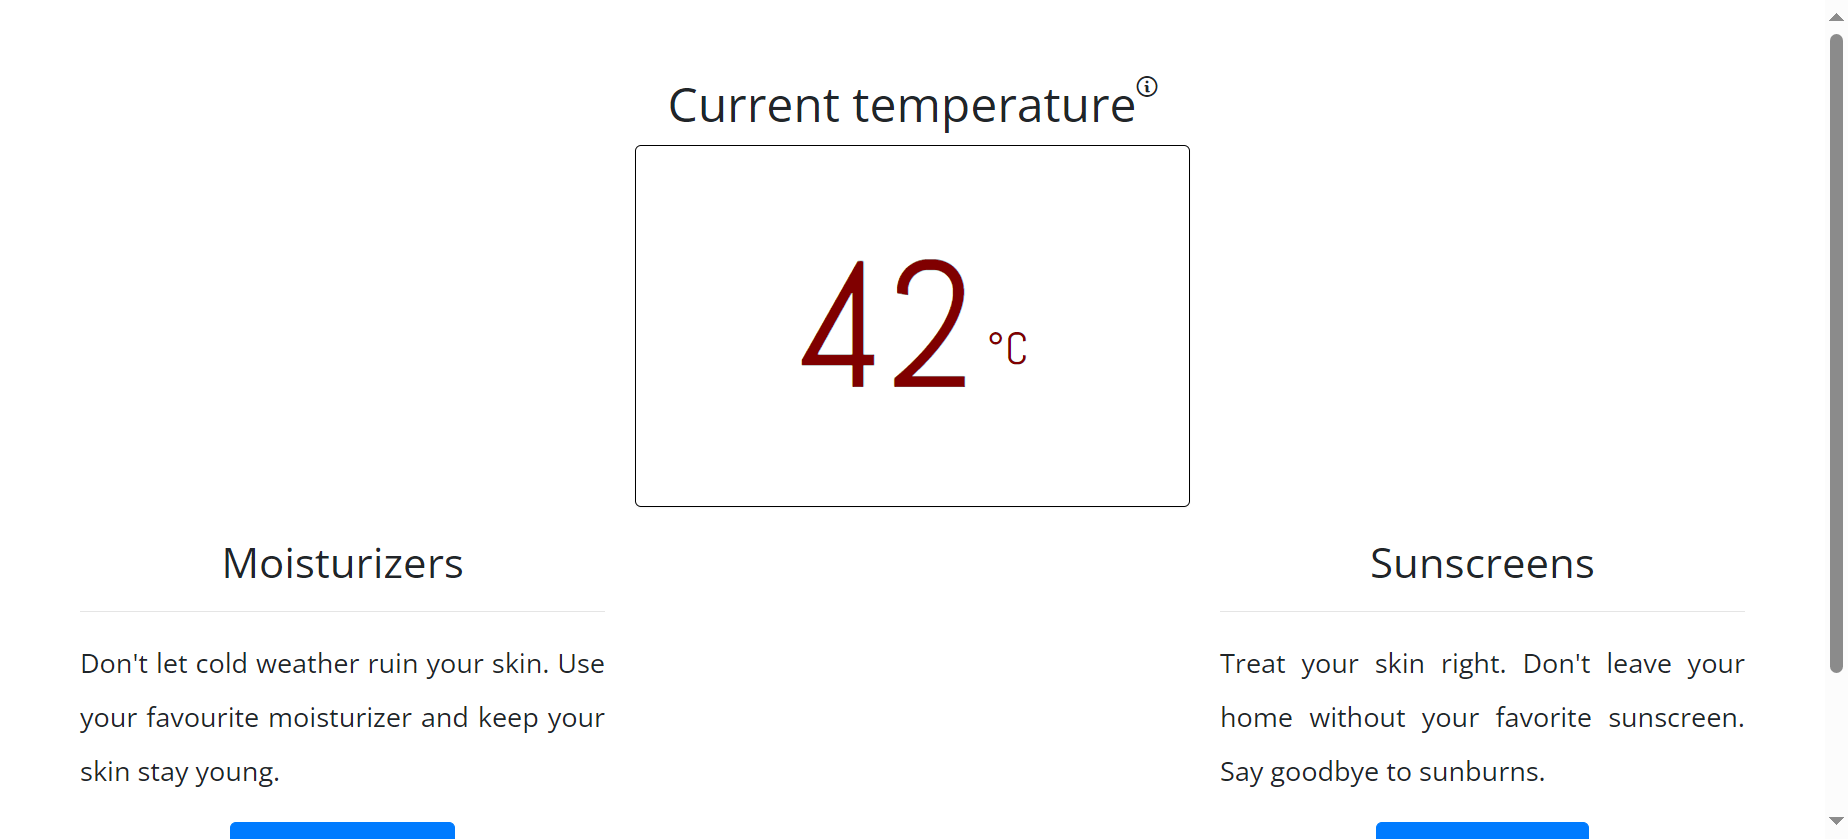 Current temperature
42 °C
Moisturizers
Don't let cold weather ruin your skin. Use
your favourite moisturizer and keep your
skin stay young.
Sunscreens
Treat your skin right. Don't leave your
home without your favorite sunscreen.
Say goodbye to sunburns.